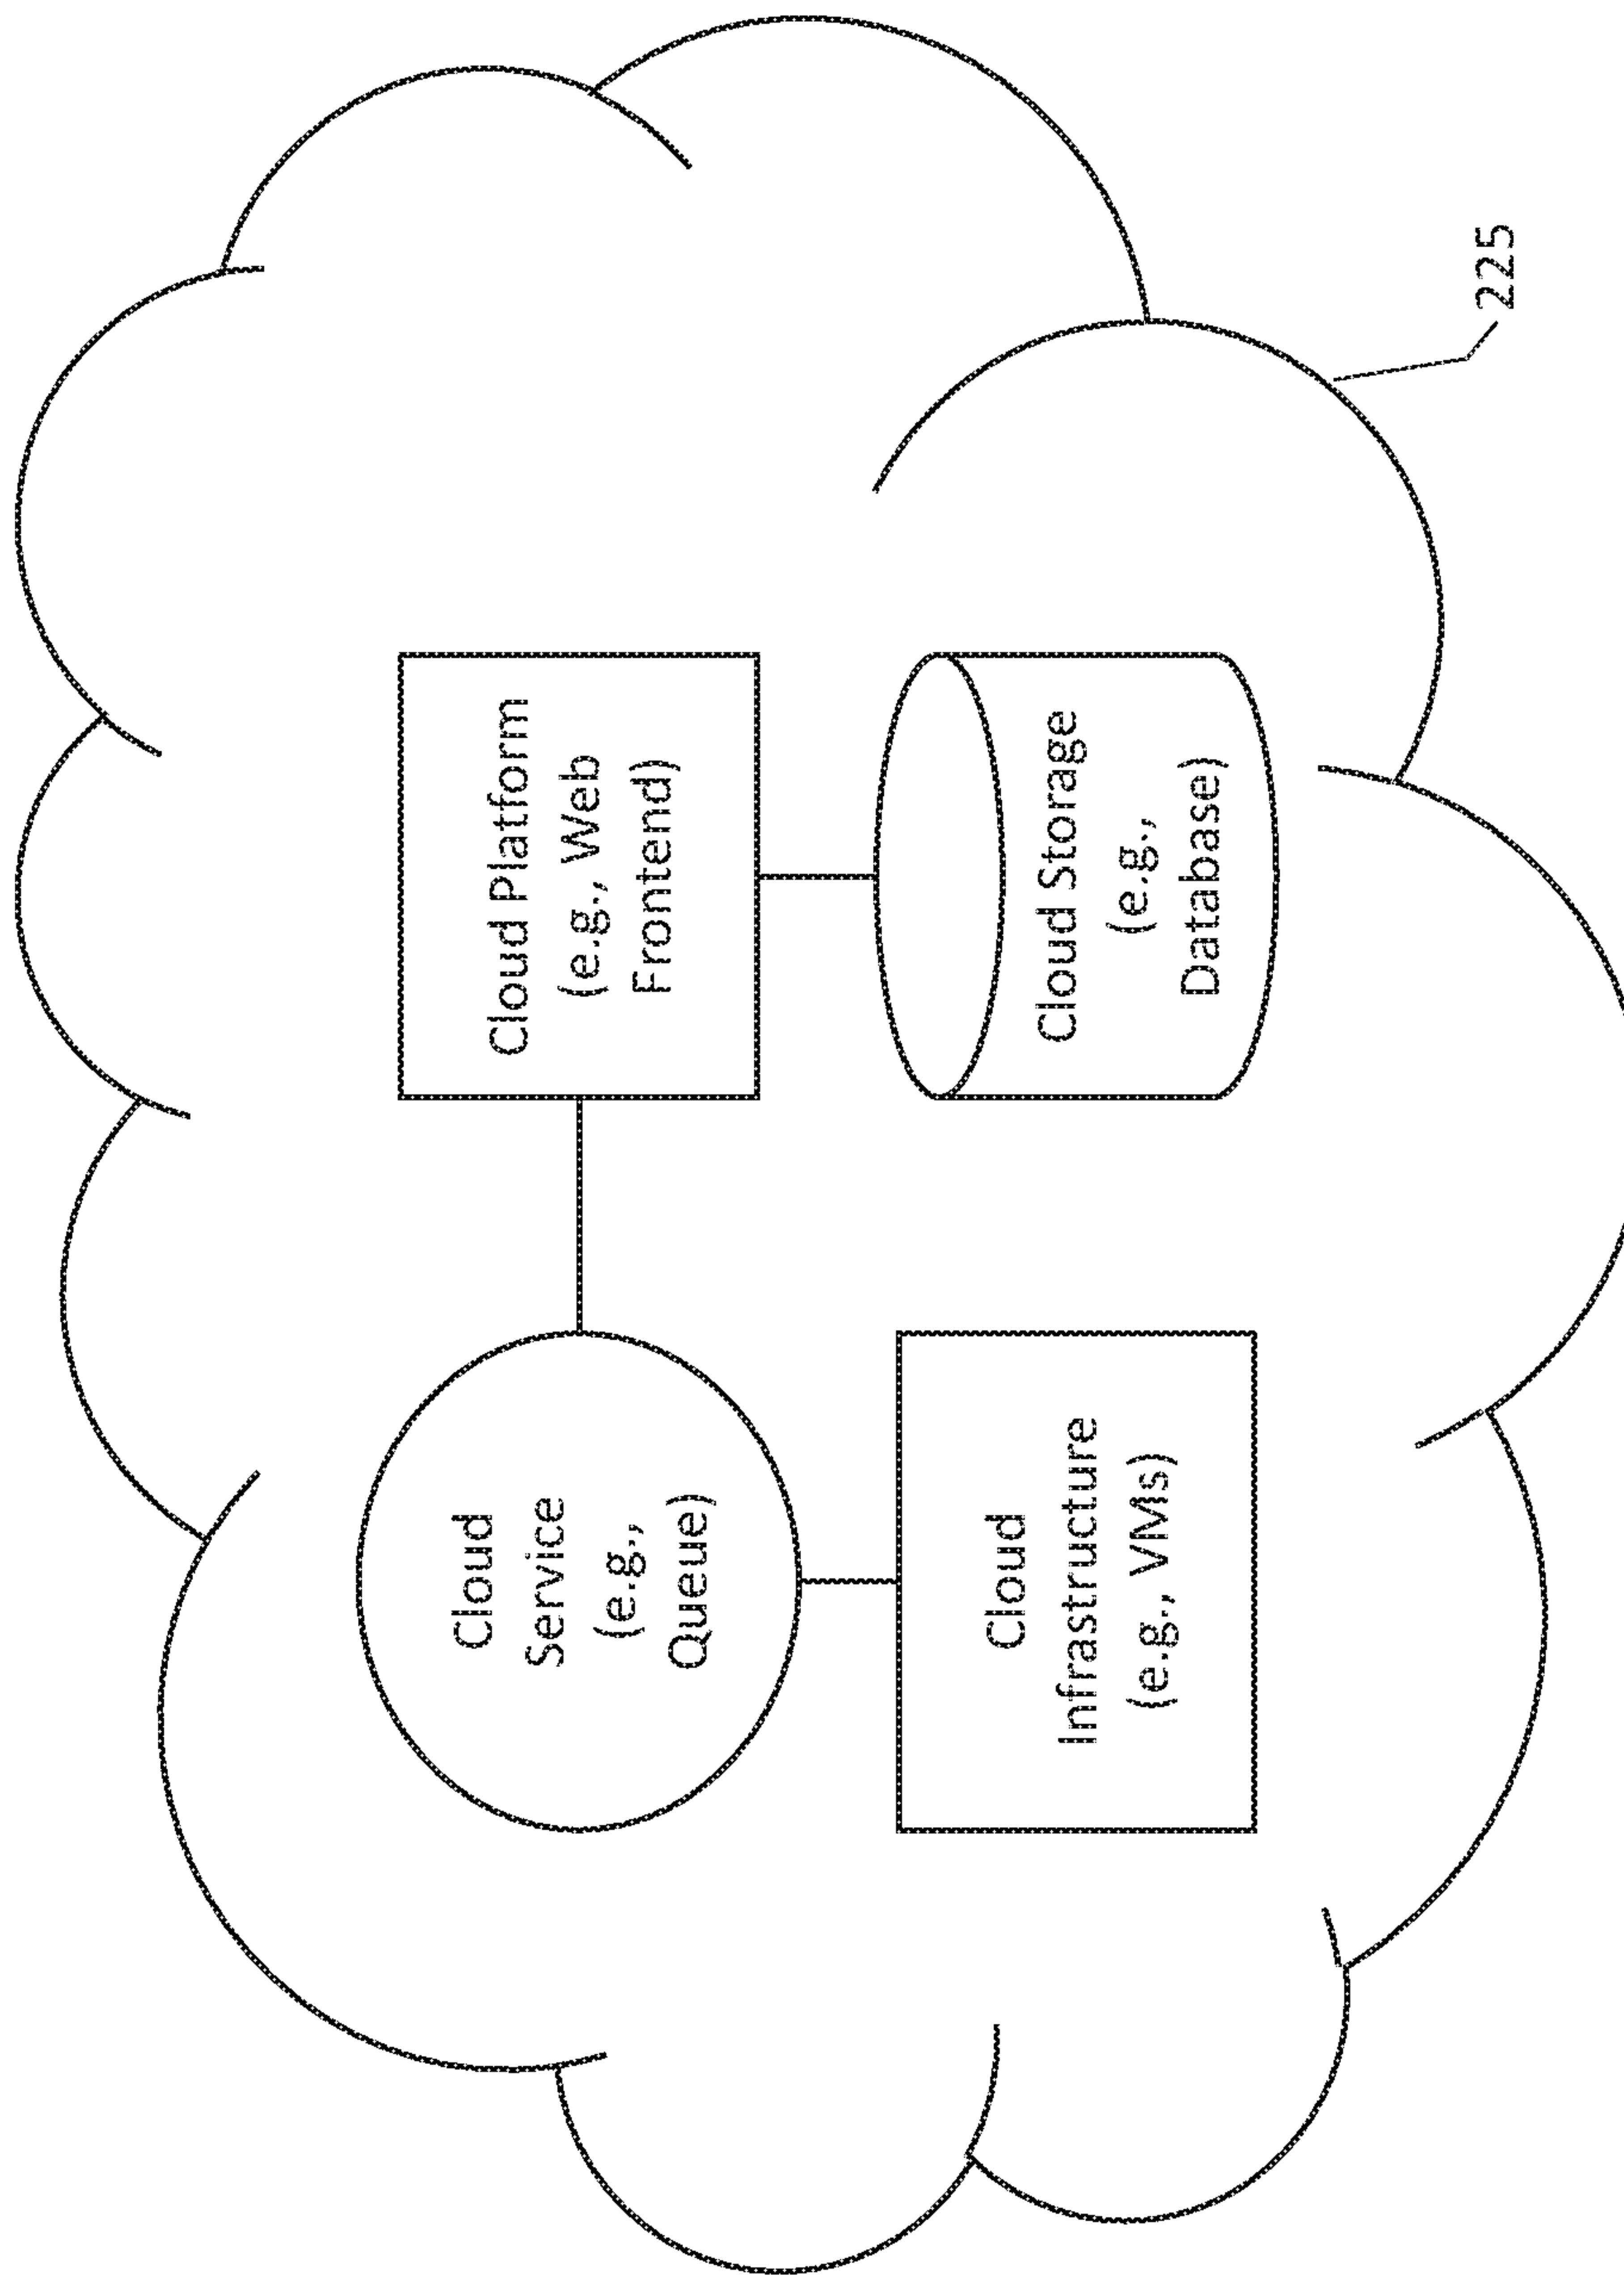 Cloud
Service
(e.g.,
Queue)
Cloud Platform
(e.g., Web
Frontend)
Cloud
Infrastructure
(e.g., VMs)
Cloud Storage
(e.g.,
Database)
225